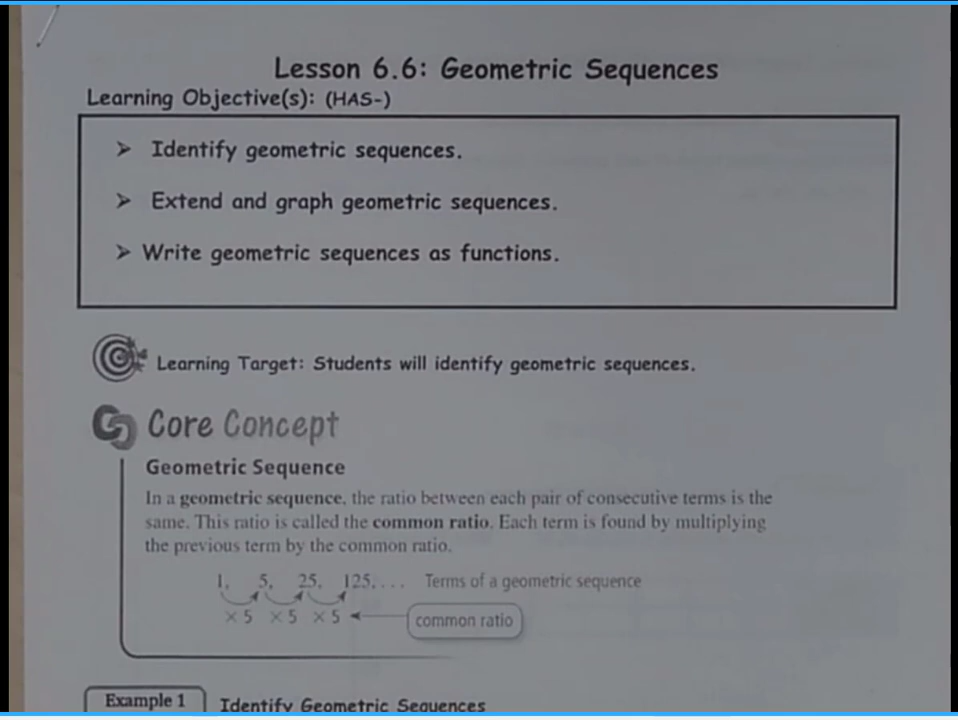 Lesson 6.6: Geometric Sequences
Learning Objective(s): (HAS-)
➢ Identify geometric sequences.
➢ Extend and graph geometric sequences.
➢ Write geometric sequences as functions.
Learning Target: Students will identify geometric sequences.
Core Concept
Geometric Sequence
In a geometric sequence, the ratio between each pair of consecutive terms is the
same. This ratio is called the common ratio. Each term is found by multiplying
the previous term by the common ratio.
1, 5, 25, 125, . . . Terms of a geometric sequence
× 5 × 5 × 5 common ratio
Example 1 Identify Geometric Sequences